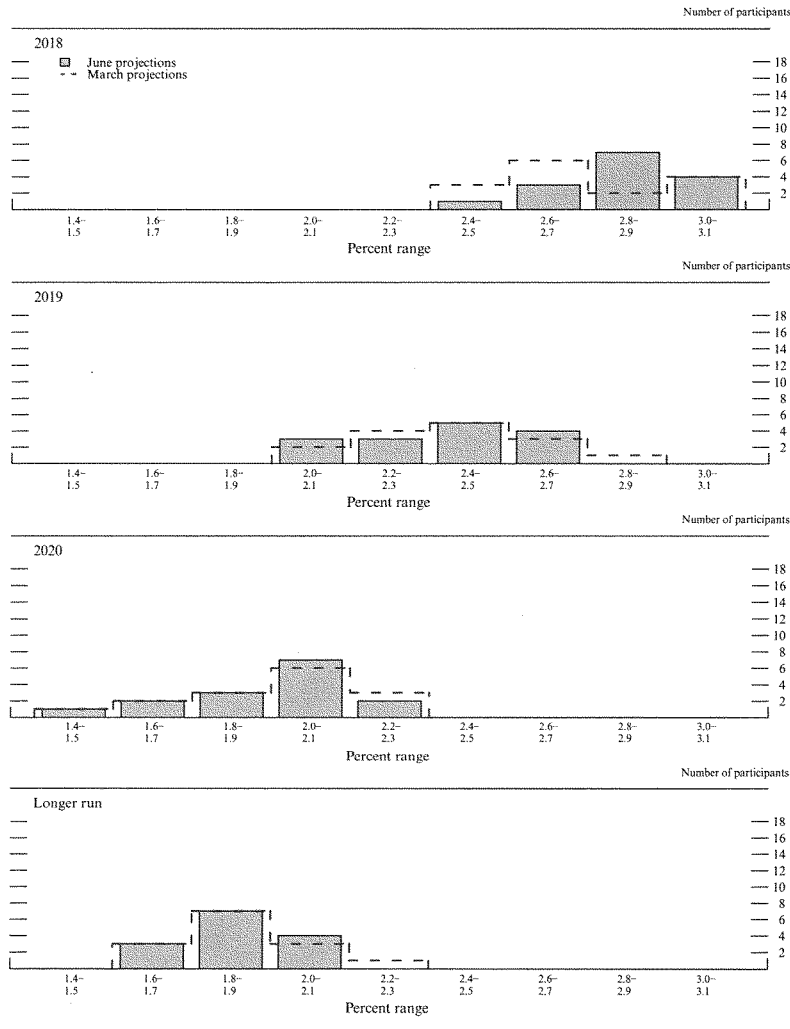 Number of participants
2018
June projections
March projections
18
16
14
12
10
8
6
4
2
1.4– 1.6– 1.8– 2.0– 2.2– 2.4– 2.6– 2.8– 3.0–
1.5 1.7 1.9 2.1 2.3 2.5 2.7 2.9 3.1
Percent range
Number of participants
2019
18
16
14
12
10
8
6
4
2
1.4– 1.6– 1.8– 2.0– 2.2– 2.4– 2.6– 2.8– 3.0–
1.5 1.7 1.9 2.1 2.3 2.5 2.7 2.9 3.1
Percent range
Number of participants
2020
18
16
14
12
10
8
6
4
2
1.4– 1.6– 1.8– 2.0– 2.2– 2.4– 2.6– 2.8– 3.0–
1.5 1.7 1.9 2.1 2.3 2.5 2.7 2.9 3.1
Percent range
Number of participants
Longer run
18
16
14
12
10
8
6
4
2
1.4– 1.6– 1.8– 2.0– 2.2– 2.4– 2.6– 2.8– 3.0–
1.5 1.7 1.9 2.1 2.3 2.5 2.7 2.9 3.1
Percent range